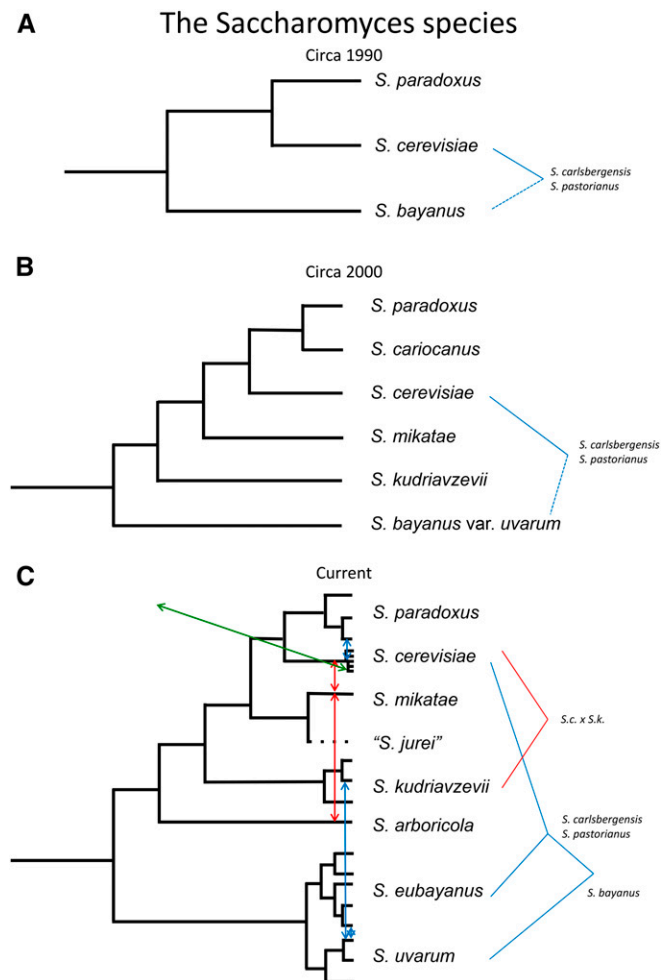 A
The Saccharomyces species
Circa 1990
S. paradoxus
S. cerevisiae
S. carlsbergensis
S. pastorianus
S. bayanus
B
Circa 2000
S. paradoxus
S. cariocanus
S. cerevisiae
S. mikatae
S. carlsbergensis
S. pastorianus
S. kudriavzevii
S. bayanus var. uvarum
C
Current
S. paradoxus
S. cerevisiae
S. mikatae
S.c. x S.k.
“S. jurei”
S. kudriavzevii
S. arboricola
S. carlsbergensis
S. pastorianus
S. eubayanus
S. bayanus
S. uvarum